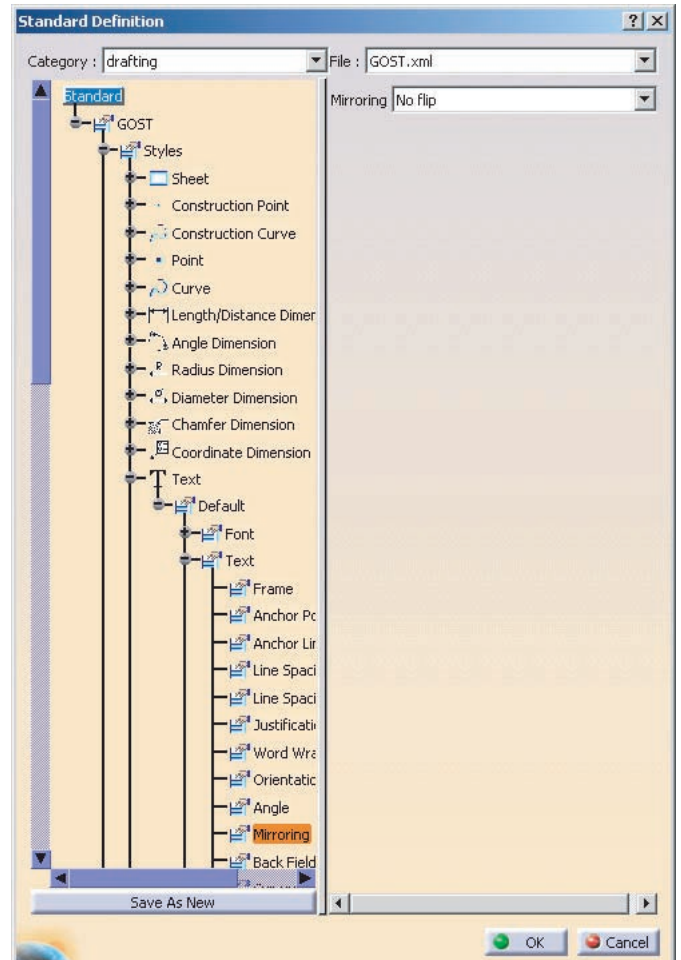 Standard Definition
Category : drafting
File : GOST.xml
Standard
Mirroring No flip
GOST
Styles
Sheet
Construction Point
Construction Curve
Point
Curve
Length/Distance Dimer
Angle Dimension
Radius Dimension
Diameter Dimension
Chamfer Dimension
Coordinate Dimension
Text
Default
Font
Text
Frame
Anchor Po
Anchor Lin
Line Spaci
Line Spaci
Justificati
Word Wra
Orientatic
Angle
Mirroring
Back Field
Save As New
OK
Cancel